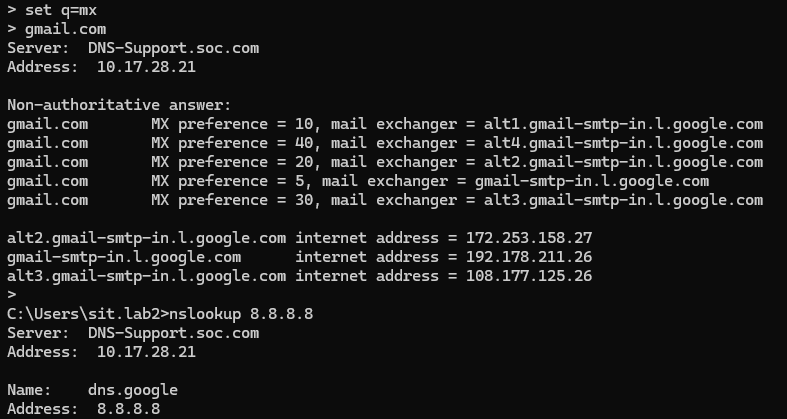 > set q=mx
> gmail.com
Server:  DNS-Support.soc.com
Address:  10.17.28.21

Non-authoritative answer:
gmail.com       MX preference = 10, mail exchanger = alt1.gmail-smtp-in.l.google.com
gmail.com       MX preference = 40, mail exchanger = alt4.gmail-smtp-in.l.google.com
gmail.com       MX preference = 20, mail exchanger = alt2.gmail-smtp-in.l.google.com
gmail.com       MX preference = 5, mail exchanger = gmail-smtp-in.l.google.com
gmail.com       MX preference = 30, mail exchanger = alt3.gmail-smtp-in.l.google.com

alt2.gmail-smtp-in.l.google.com internet address = 172.253.158.27
gmail-smtp-in.l.google.com      internet address = 192.178.211.26
alt3.gmail-smtp-in.l.google.com internet address = 108.177.125.26
>
C:\Users\sit.lab2>nslookup 8.8.8.8
Server:  DNS-Support.soc.com
Address:  10.17.28.21

Name:    dns.google
Address:  8.8.8.8